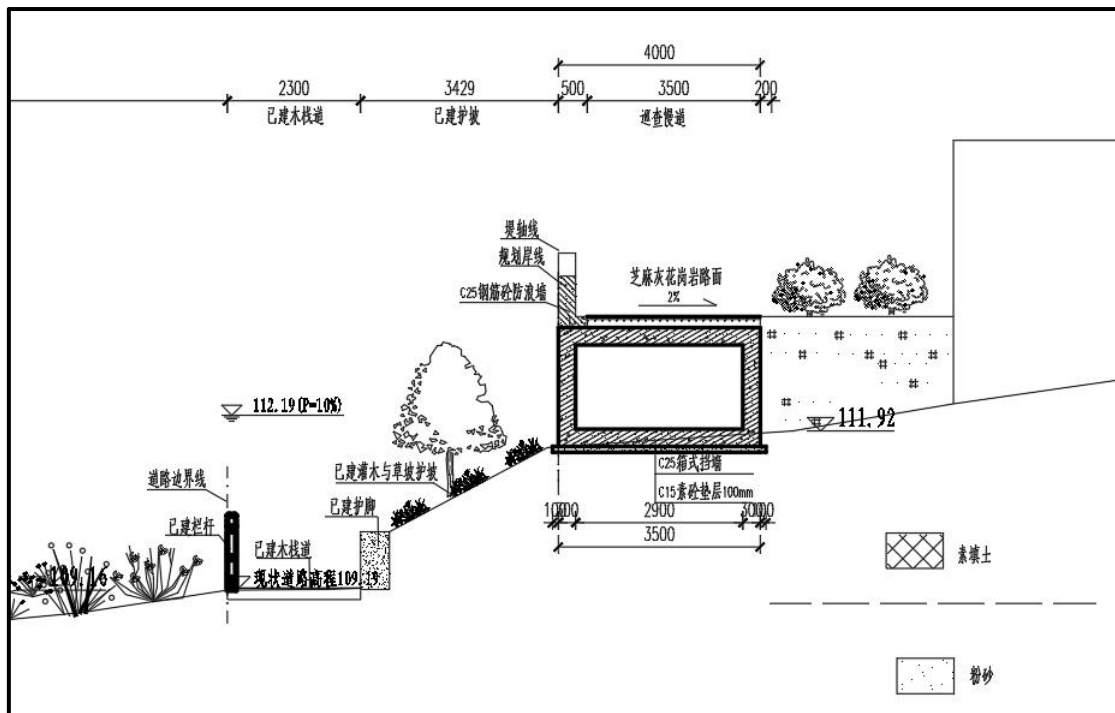 4000
2300
3429
500
3500
200
已建木栈道
已建护坡
巡查慢道
堤轴线
规划岸线
C25钢筋砼防浪墙
芝麻灰花岗岩路面
2%
112.19(P=10%)
111.92
已建灌木与草坡护坡
C25箱式挡墙
道路边界线
C15素砼垫层100mm
已建护脚
2900
已建栏杆
3500
已建木栈道
现状道路高程109.19
109.16
素填土
粉砂